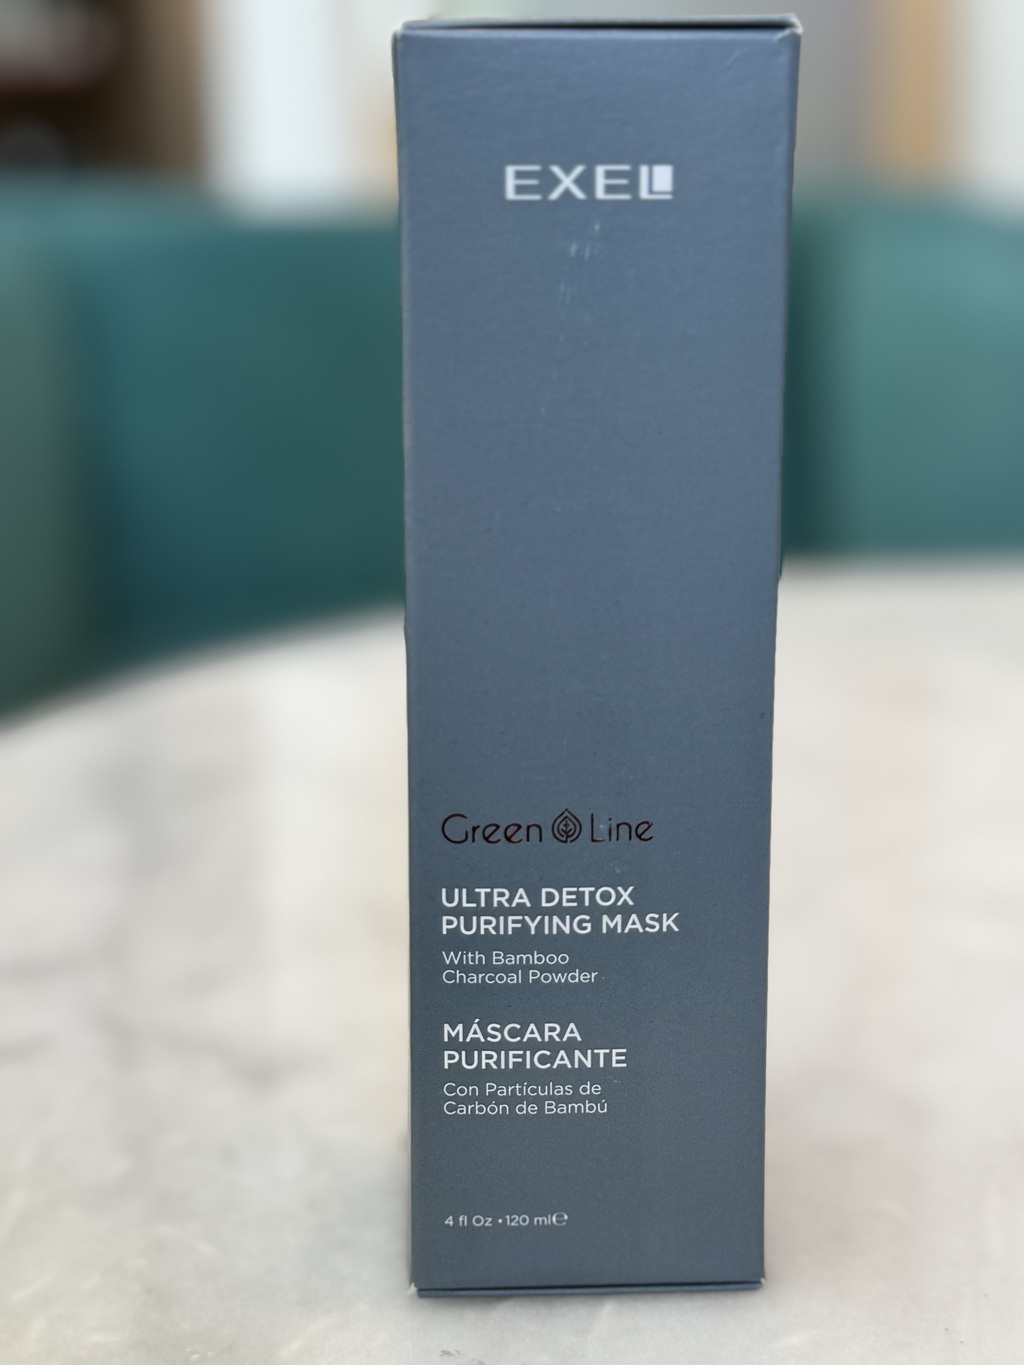 EXEL
Green Line
ULTRA DETOX
PURIFYING MASK
With Bamboo
Charcoal Powder
MÁSCARA
PURIFICANTE
Con Partículas de
Carbón de Bambú
4 fl Oz • 120 ml℮